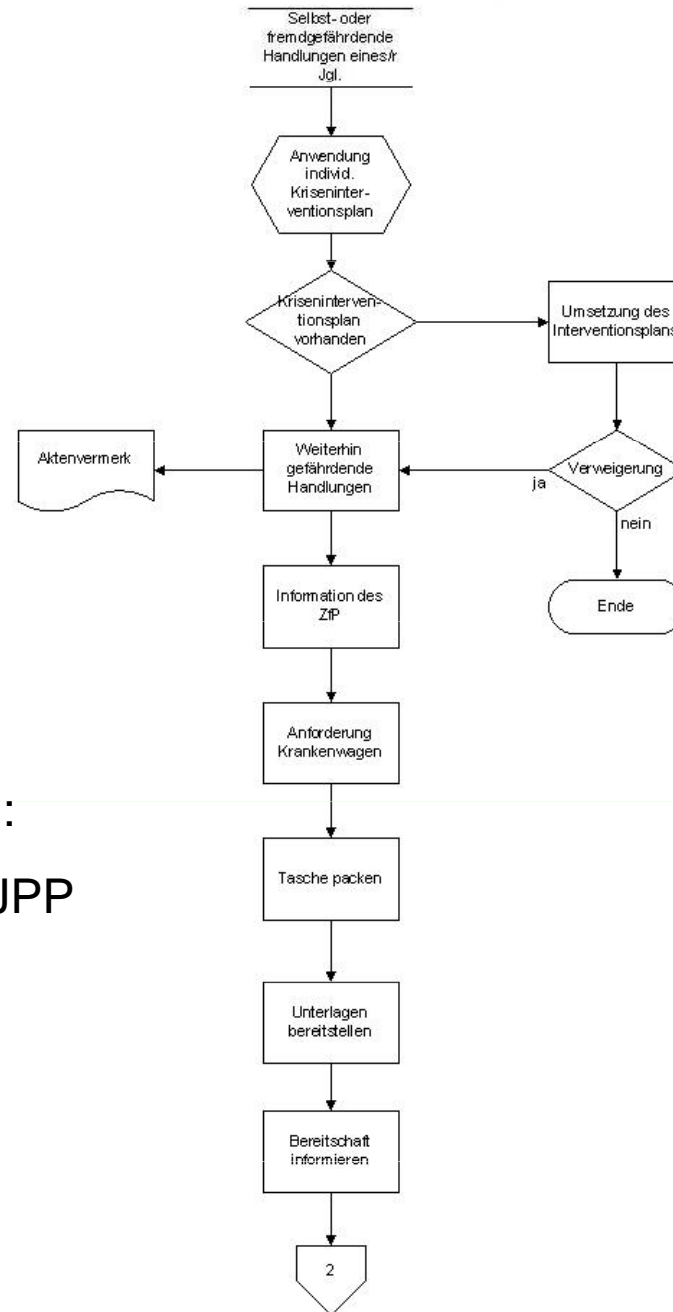 Selbst- oder
fremdgefährdende
Handlungen eines/r
Jgl.
Anwendung
individ.
Kriseninter-
ventionsplan
Kriseninterven-
tionsplan
vorhanden
Umsetzung des
Interventionsplans
Aktenvermerk
Weiterhin
gefährdende
Handlungen
ja
Verweigerung
nein
Information des
ZfP
Ende
Anforderung
Krankenwagen
:
JPP
Tasche packen
Unterlagen
bereitstellen
Bereitschaft
informieren
2